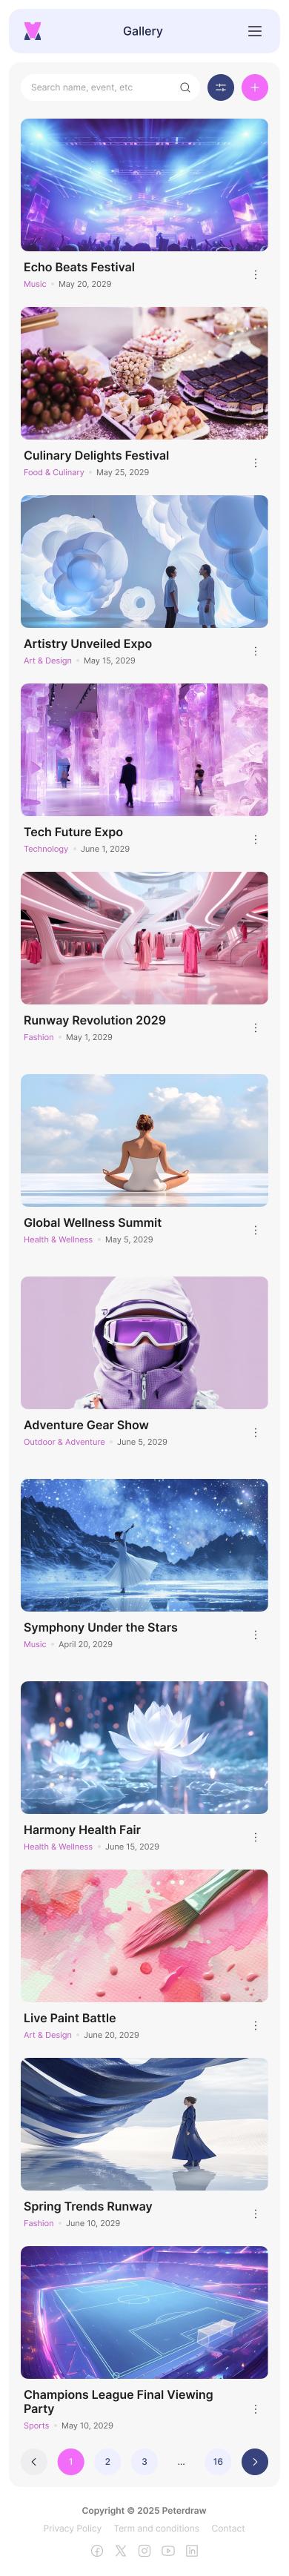 Gallery
Search name, event, etc
Echo Beats Festival
Music • May 20, 2029
Culinary Delights Festival
Food & Culinary • May 25, 2029
Artistry Unveiled Expo
Art & Design • May 15, 2029
Tech Future Expo
Technology • June 1, 2029
Runway Revolution 2029
Fashion • May 1, 2029
Global Wellness Summit
Health & Wellness • May 5, 2029
Adventure Gear Show
Outdoor & Adventure • June 5, 2029
Symphony Under the Stars
Music • April 20, 2029
Harmony Health Fair
Health & Wellness • June 15, 2029
Live Paint Battle
Art & Design • June 20, 2029
Spring Trends Runway
Fashion • June 10, 2029
Champions League Final Viewing
Party
Sports • May 10, 2029
1 2 3 ... 16
Copyright © 2025 Peterdraw
Privacy Policy Term and conditions Contact